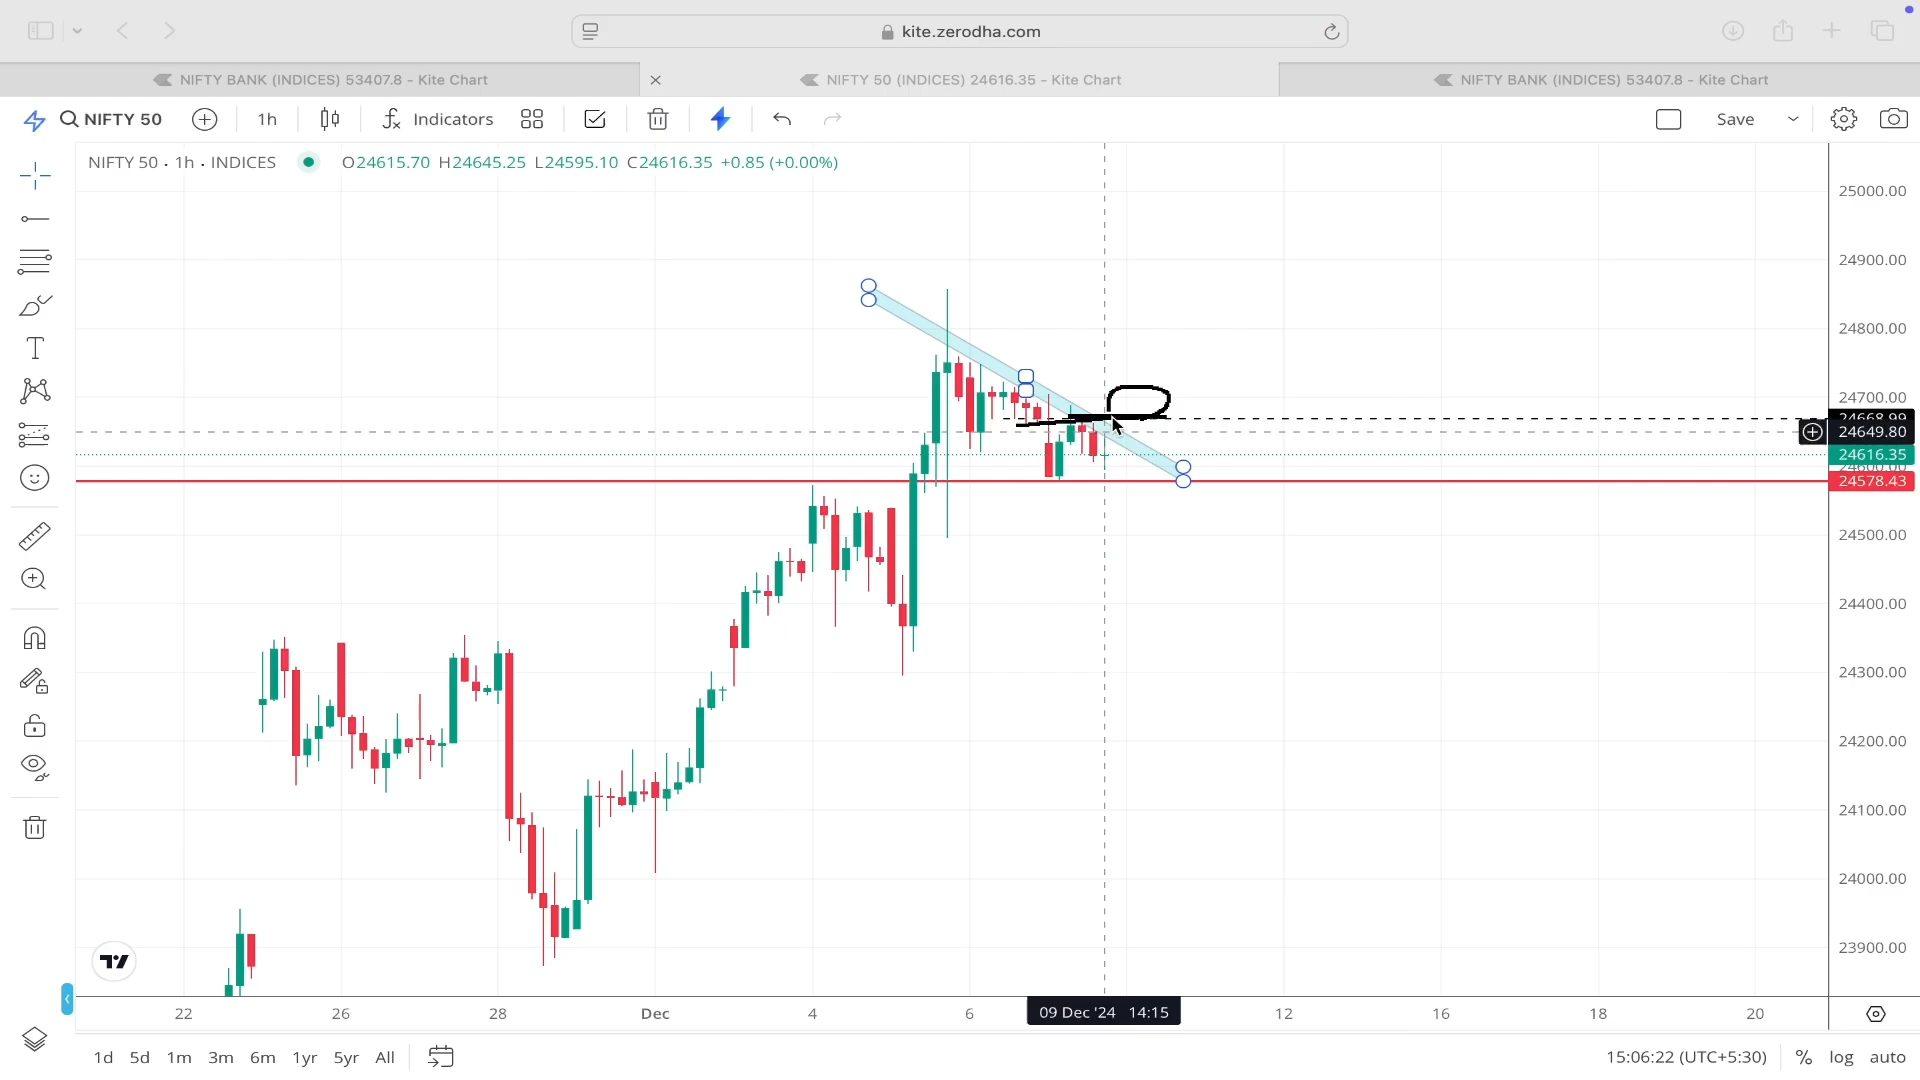 kite.zerodha.com
NIFTY BANK (INDICES) 53407.8 - Kite Chart
NIFTY 50 (INDICES) 24616.35 - Kite Chart
NIFTY BANK (INDICES) 53407.8 - Kite Chart
NIFTY 50
1h
Indicators
Save
NIFTY 50 · 1h · INDICES
O24615.70 H24645.25 L24595.10 C24616.35 +0.85 (+0.00%)
25000.00
24900.00
24800.00
24700.00
24668.99
24649.80
24616.35
24600.00
24578.43
24500.00
24400.00
24300.00
24200.00
24100.00
24000.00
23900.00
22 26 28 Dec 4 6 09 Dec '24 14:15 12 16 18 20
1d 5d 1m 3m 6m 1yr 5yr All
15:06:22 (UTC+5:30) % log auto